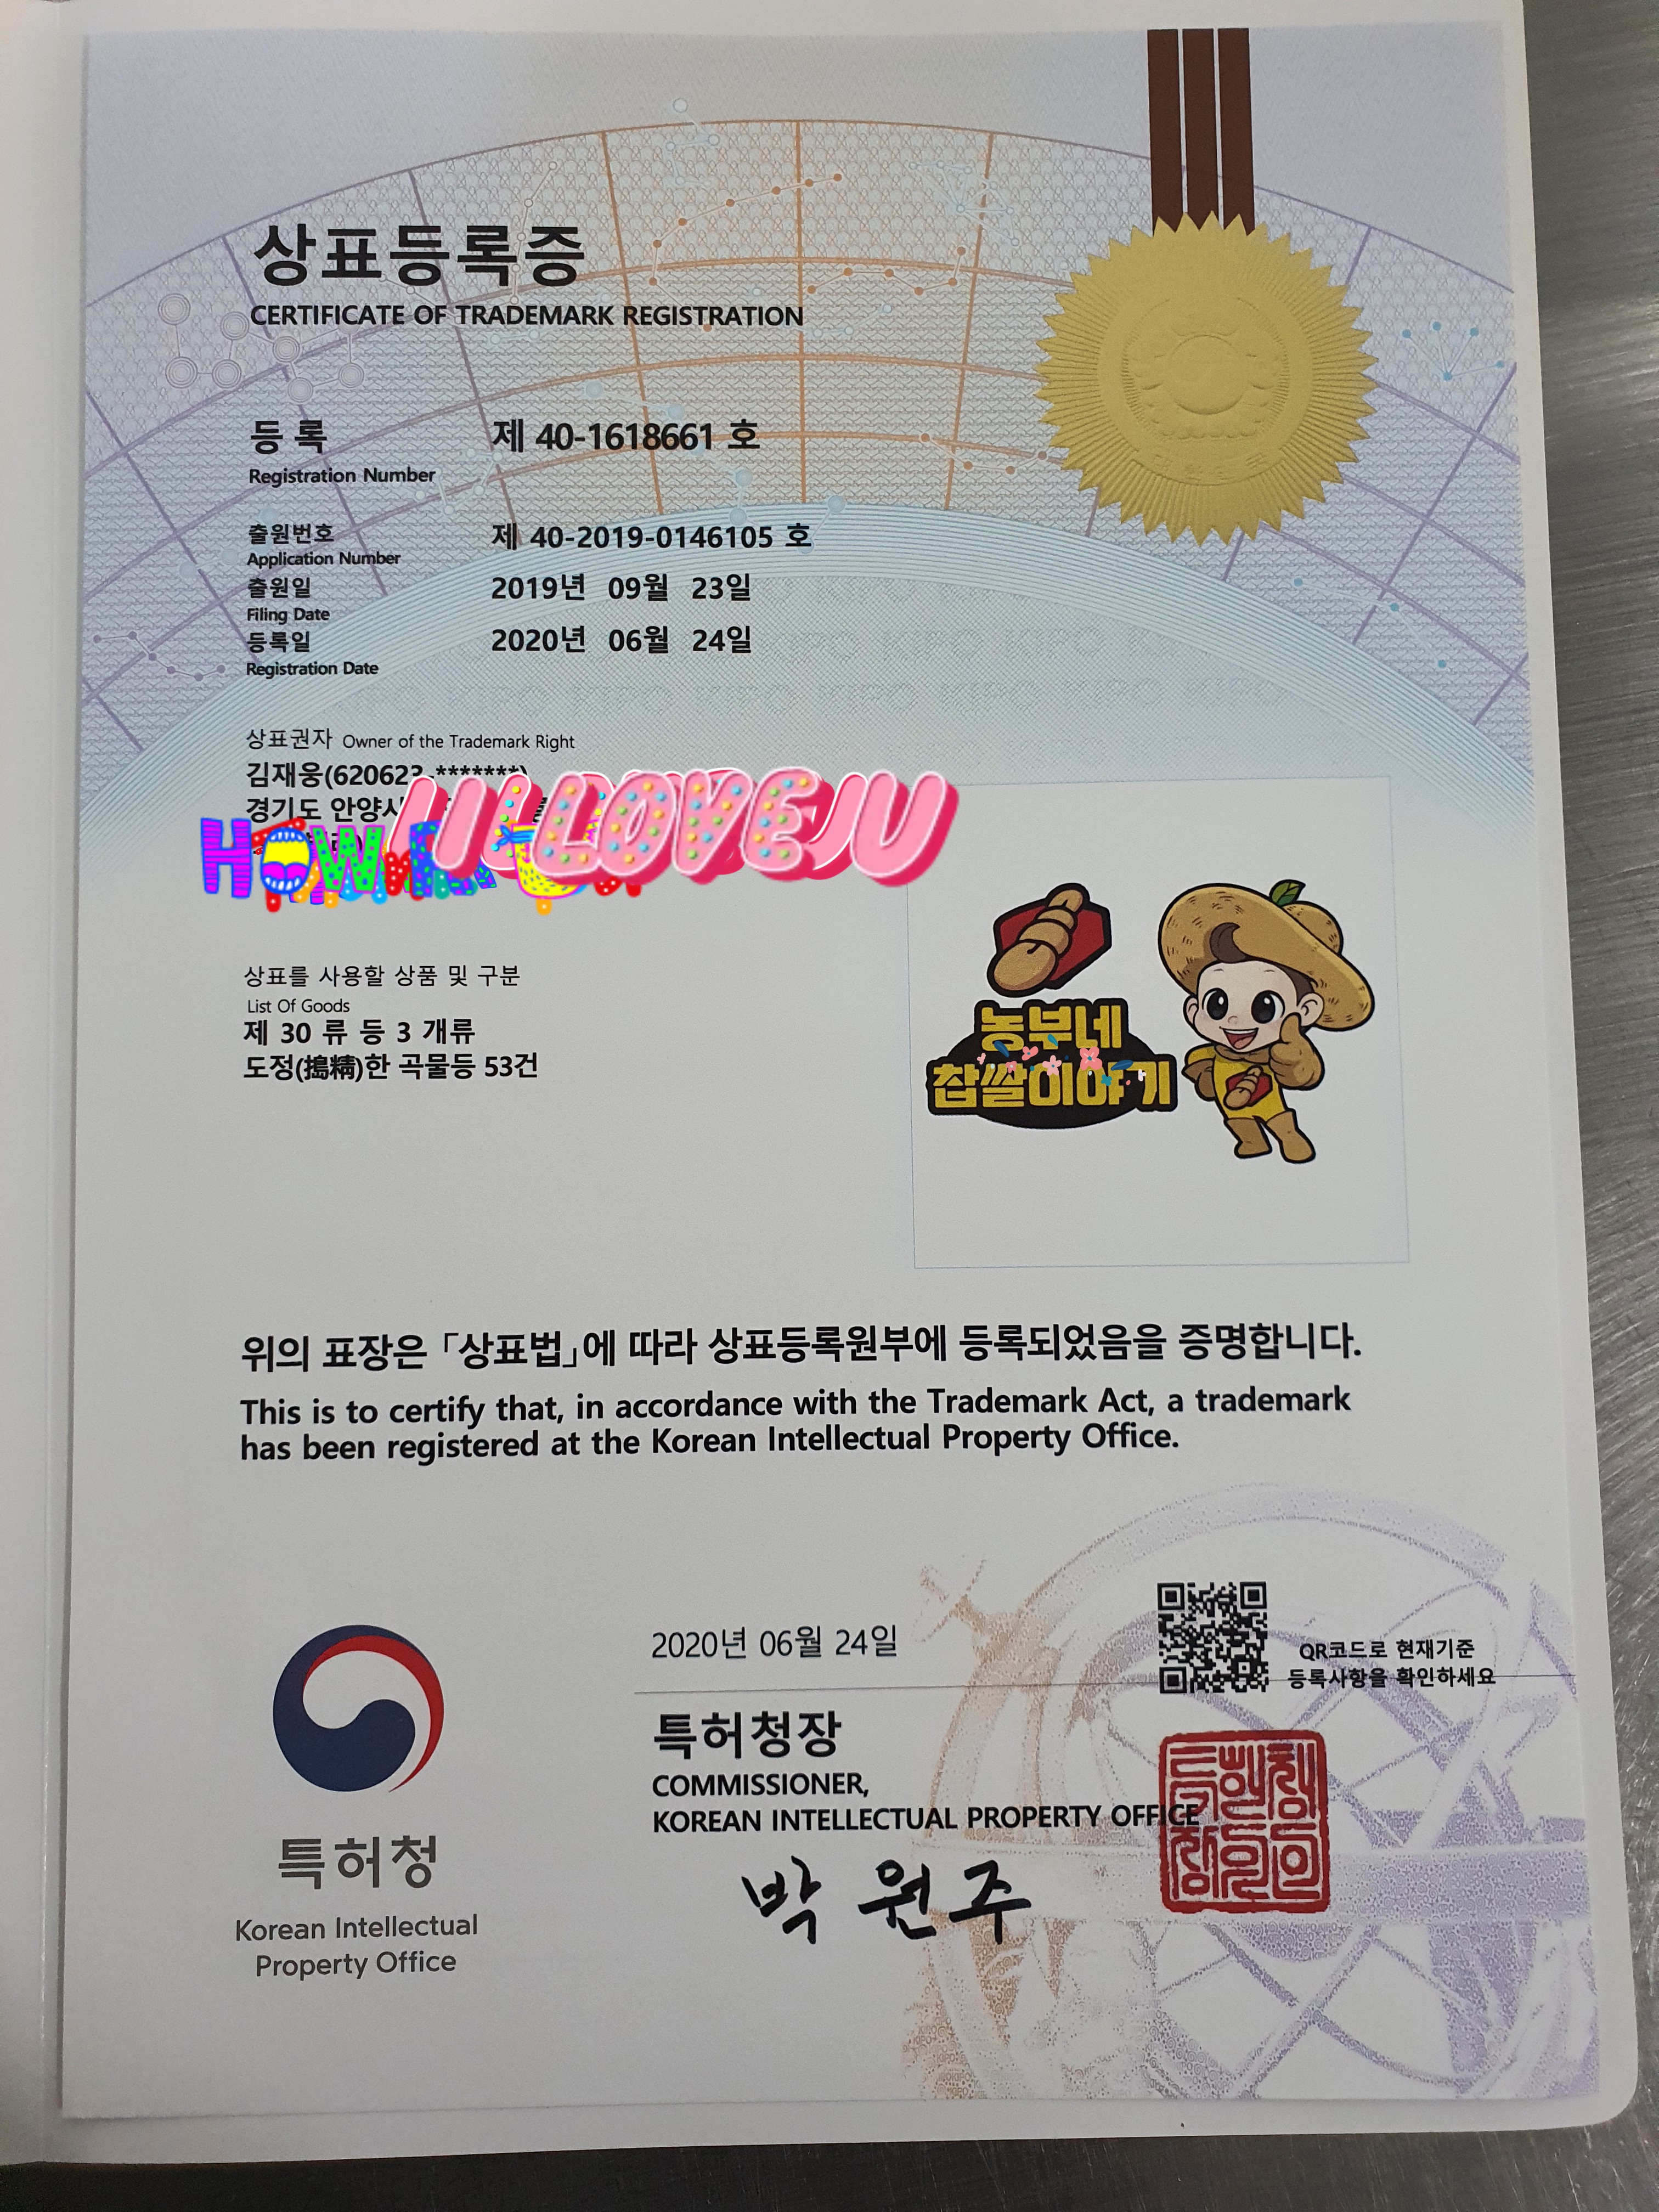 상표등록증
CERTIFICATE OF TRADEMARK REGISTRATION
등 록 제 40-1618661 호
Registration Number
출원번호 제 40-2019-0146105 호
Application Number
출원일 2019년 09월 23일
Filing Date
등록일 2020년 06월 24일
Registration Date
상표권자 Owner of the Trademark Right
김재웅(620623-*******)
경기도 안양시
LOVE JU
상표를 사용할 상품 및 구분
List Of Goods
제 30 류 등 3 개류
도정(搗精)한 곡물등 53건
농부네
찹쌀이야기
위의 표장은 「상표법」에 따라 상표등록원부에 등록되었음을 증명합니다.
This is to certify that, in accordance with the Trademark Act, a trademark
has been registered at the Korean Intellectual Property Office.
2020년 06월 24일
QR코드로 현재기준
등록사항을 확인하세요
특허청장
COMMISSIONER,
KOREAN INTELLECTUAL PROPERTY OFFICE
박 원 주
특허청
Korean Intellectual
Property Office